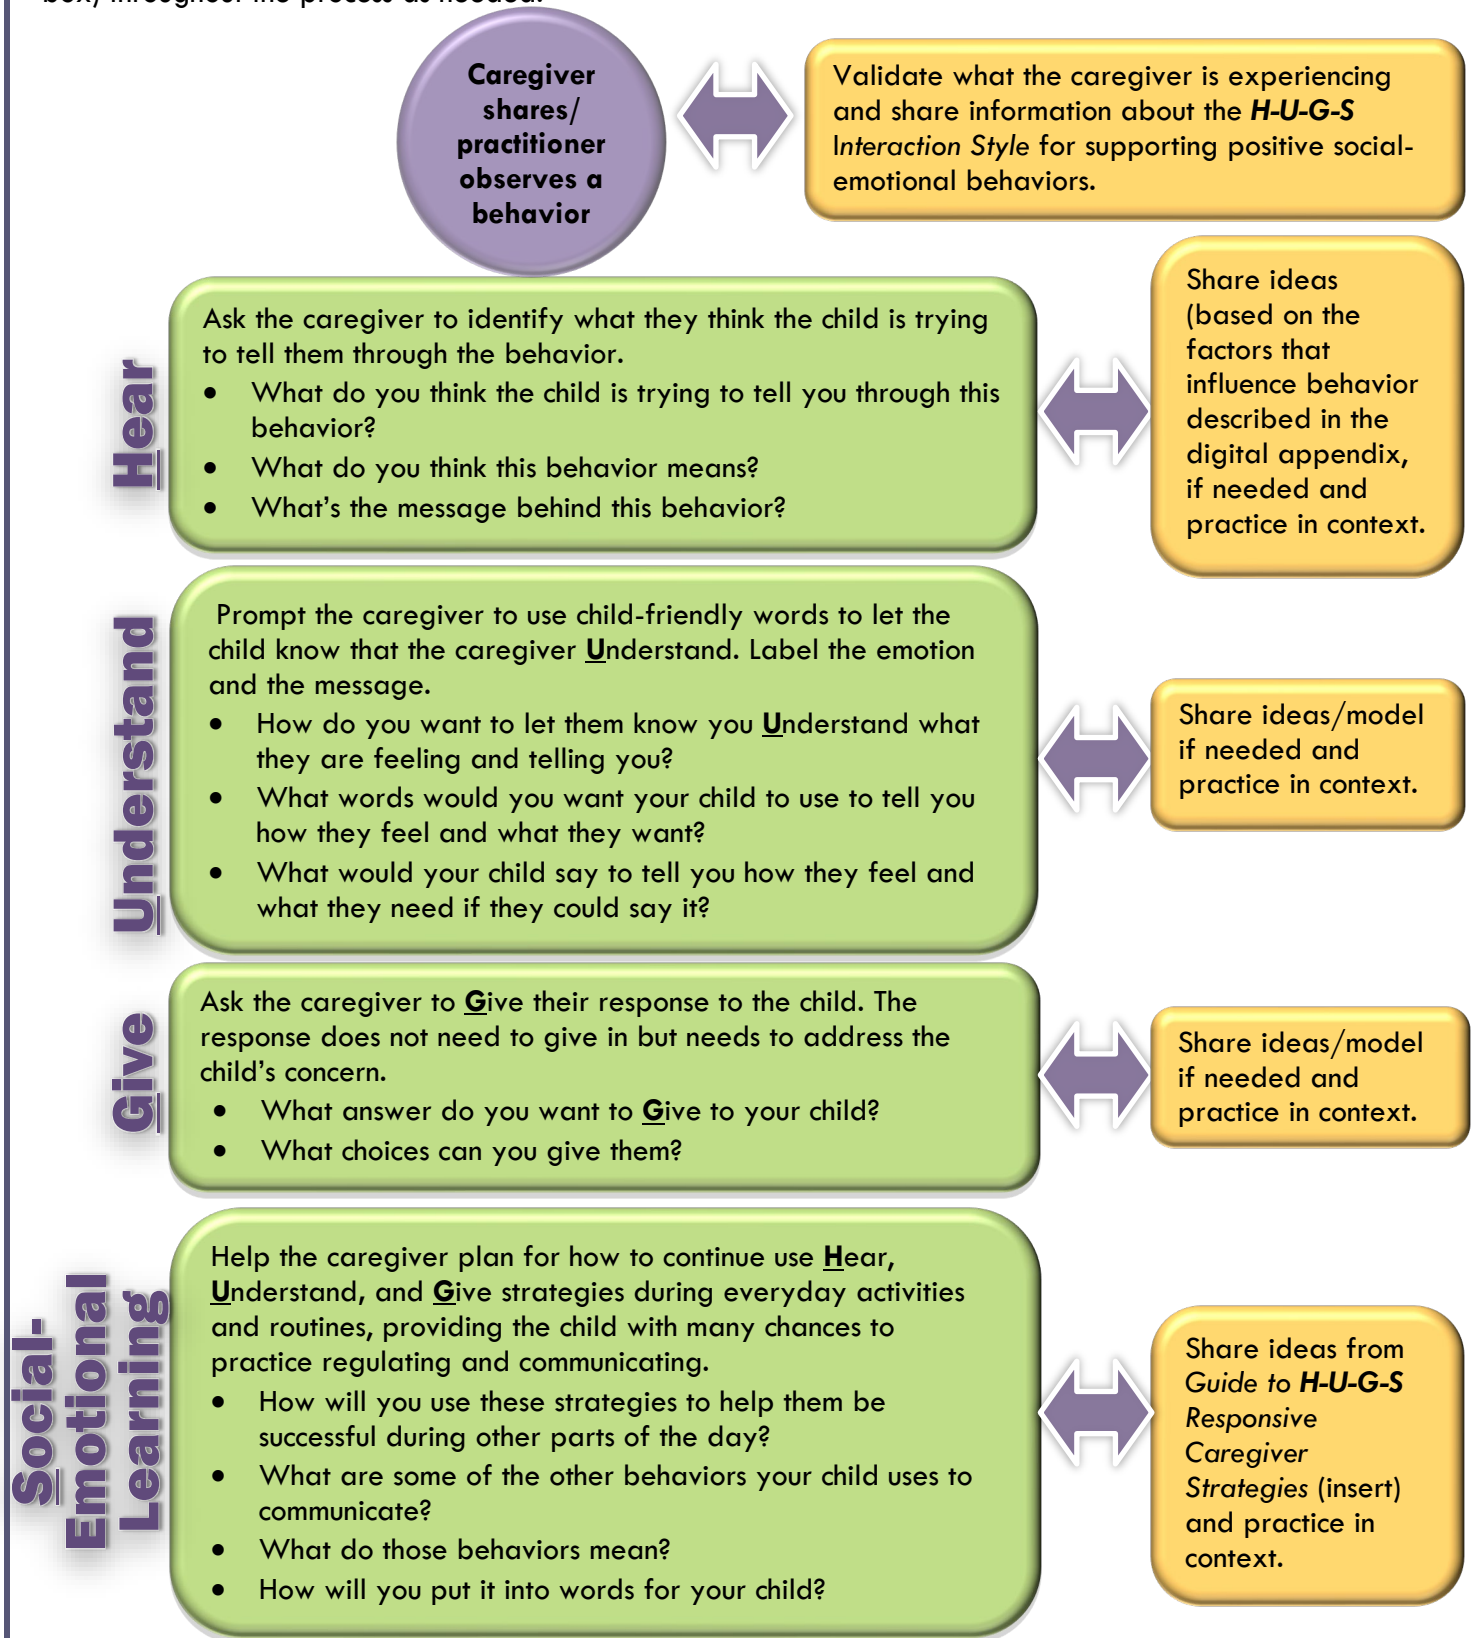 box) throughout the process as needed.
Caregiver
shares/
practitioner
observes a
behavior
Validate what the caregiver is experiencing
and share information about the H-U-G-S
Interaction Style for supporting positive social-
emotional behaviors.
Hear
Ask the caregiver to identify what they think the child is trying
to tell them through the behavior.
• What do you think the child is trying to tell you through this
behavior?
• What do you think this behavior means?
• What's the message behind this behavior?
Share ideas
(based on the
factors that
influence behavior
described in the
digital appendix,
if needed and
practice in context.
Understand
Prompt the caregiver to use child-friendly words to let the
child know that the caregiver Understand. Label the emotion
and the message.
• How do you want to let them know you Understand what
they are feeling and telling you?
• What words would you want your child to use to tell you
how they feel and what they want?
• What would your child say to tell you how they feel and
what they need if they could say it?
Share ideas/model
if needed and
practice in context.
Give
Ask the caregiver to Give their response to the child. The
response does not need to give in but needs to address the
child's concern.
• What answer do you want to Give to your child?
• What choices can you give them?
Share ideas/model
if needed and
practice in context.
Social-
Emotional
Learning
Help the caregiver plan for how to continue use Hear,
Understand, and Give strategies during everyday activities
and routines, providing the child with many chances to
practice regulating and communicating.
• How will you use these strategies to help them be
successful during other parts of the day?
• What are some of the other behaviors your child uses to
communicate?
• What do those behaviors mean?
• How will you put it into words for your child?
Share ideas from
Guide to H-U-G-S
Responsive
Caregiver
Strategies (insert)
and practice in
context.